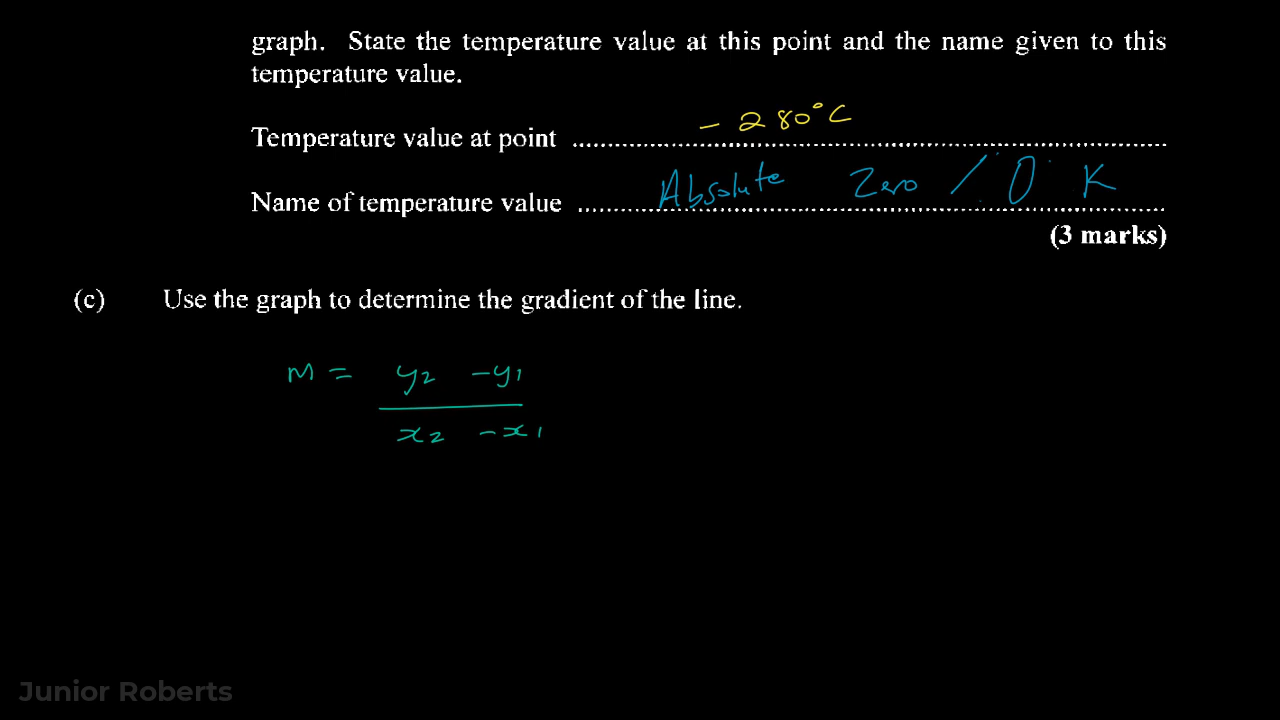 graph. State the temperature value at this point and the name given to this
temperature value.
Temperature value at point ........ - 280°C
Name of temperature value ........ Absolute Zero / 0 K
(3 marks)
(c) Use the graph to determine the gradient of the line.
M = y2 - y1
x2 - x1
Junior Roberts